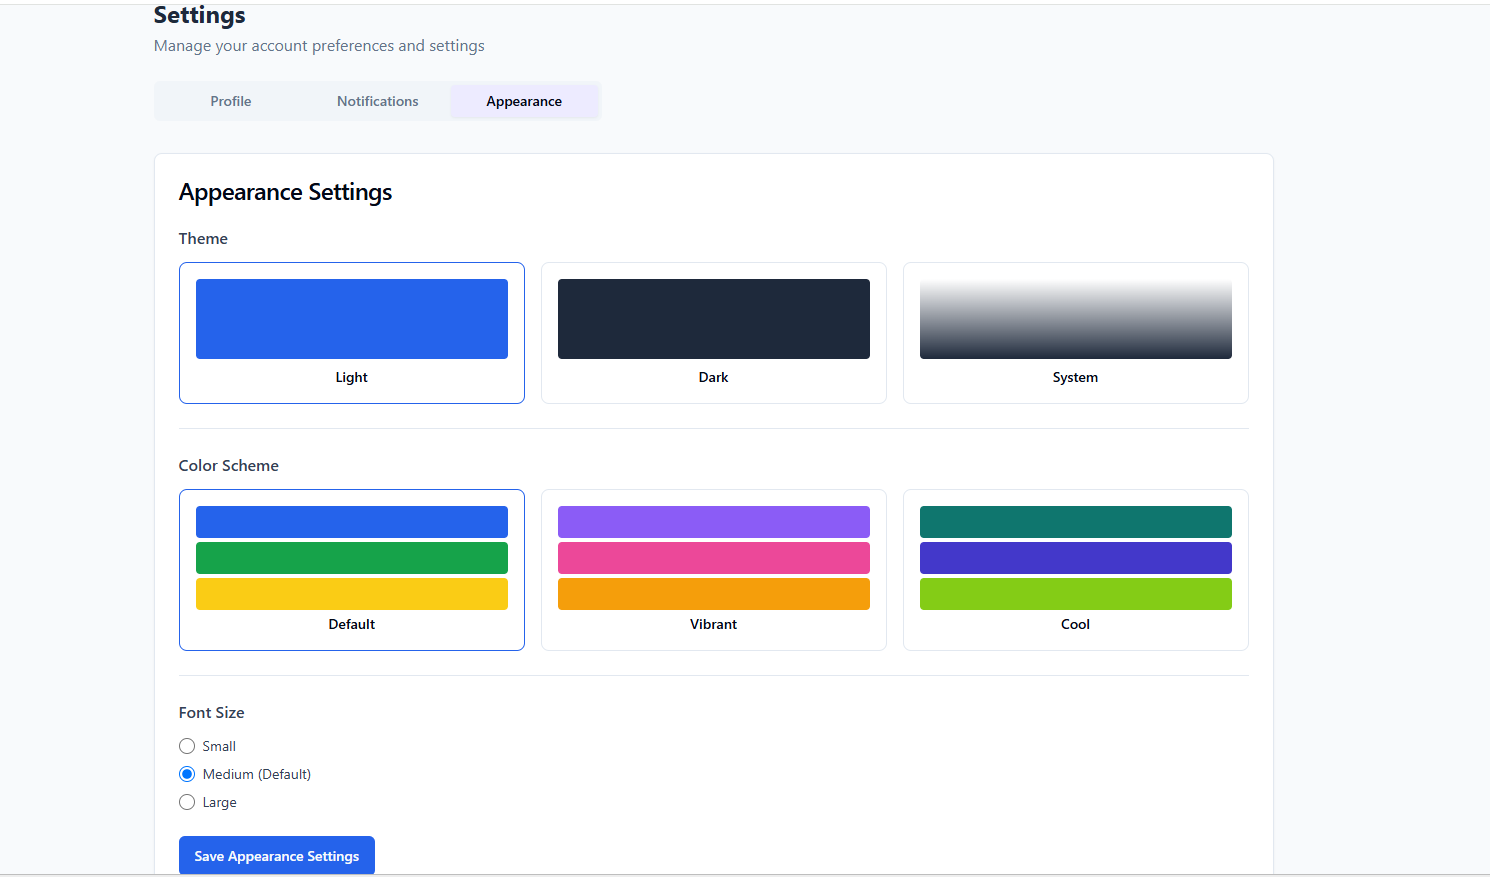 Settings
Manage your account preferences and settings
Profile Notifications Appearance
Appearance Settings
Theme
Light Dark System
Color Scheme
Default Vibrant Cool
Font Size
Small
Medium (Default)
Large
Save Appearance Settings